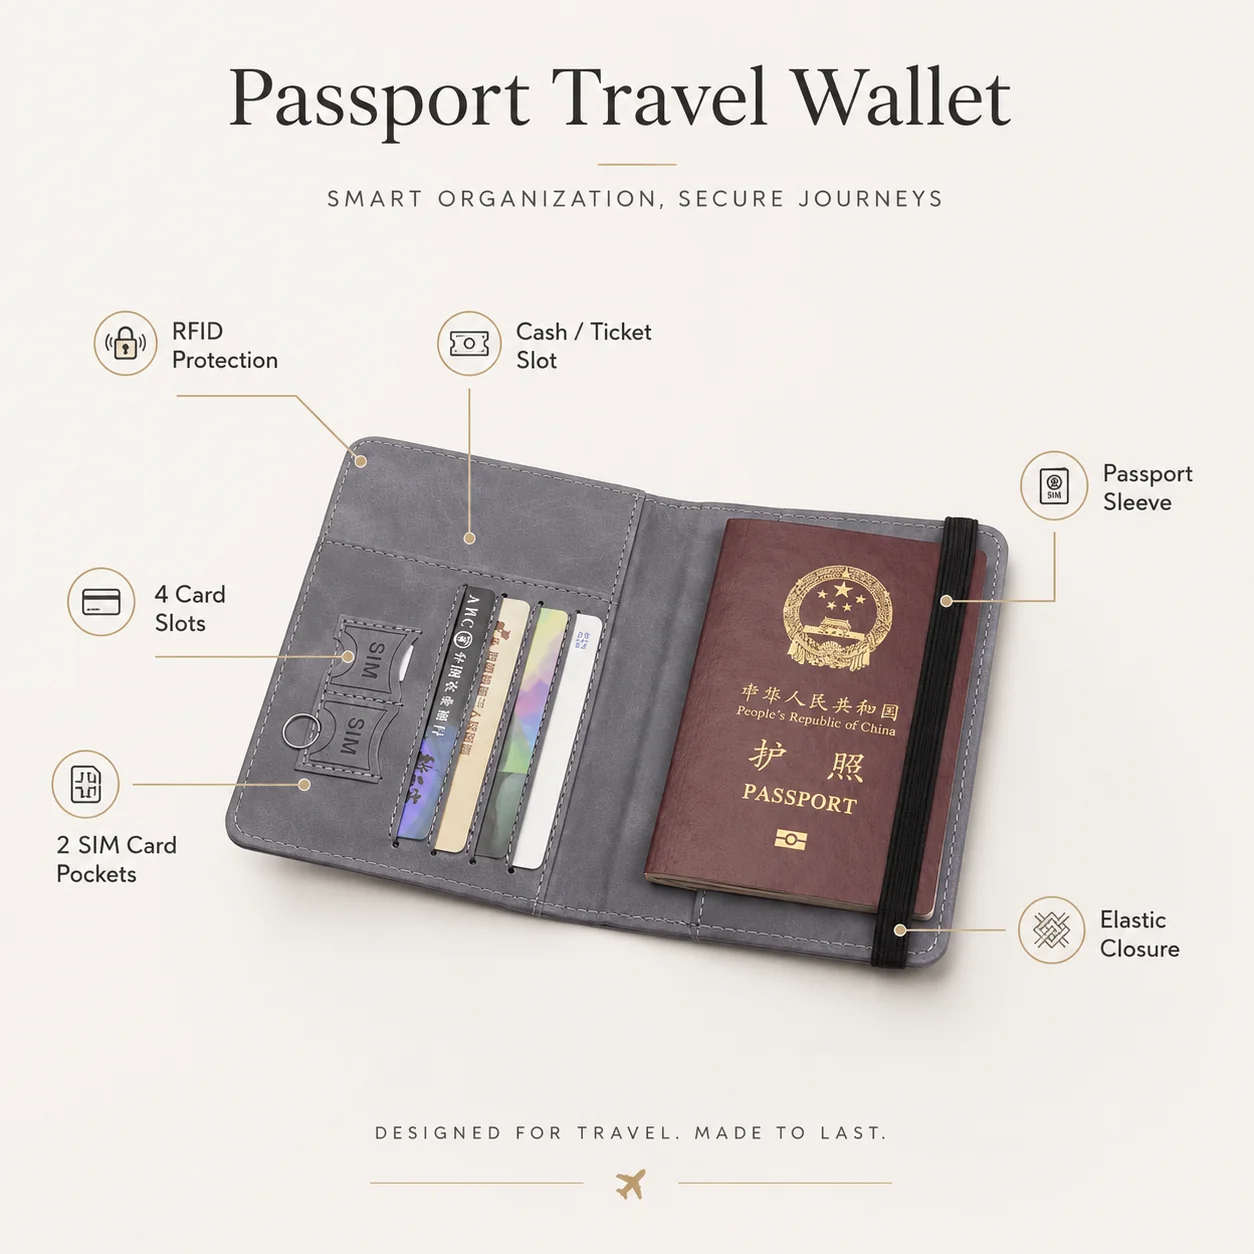 Passport Travel Wallet
SMART ORGANIZATION, SECURE JOURNEYS
RFID
Protection
Cash / Ticket
Slot
Passport
Sleeve
SIM
4 Card
Slots
SIM
SIM
2 SIM Card
Pockets
中华人民共和国
People's Republic of China
护照
PASSPORT
Elastic
Closure
DESIGNED FOR TRAVEL. MADE TO LAST.